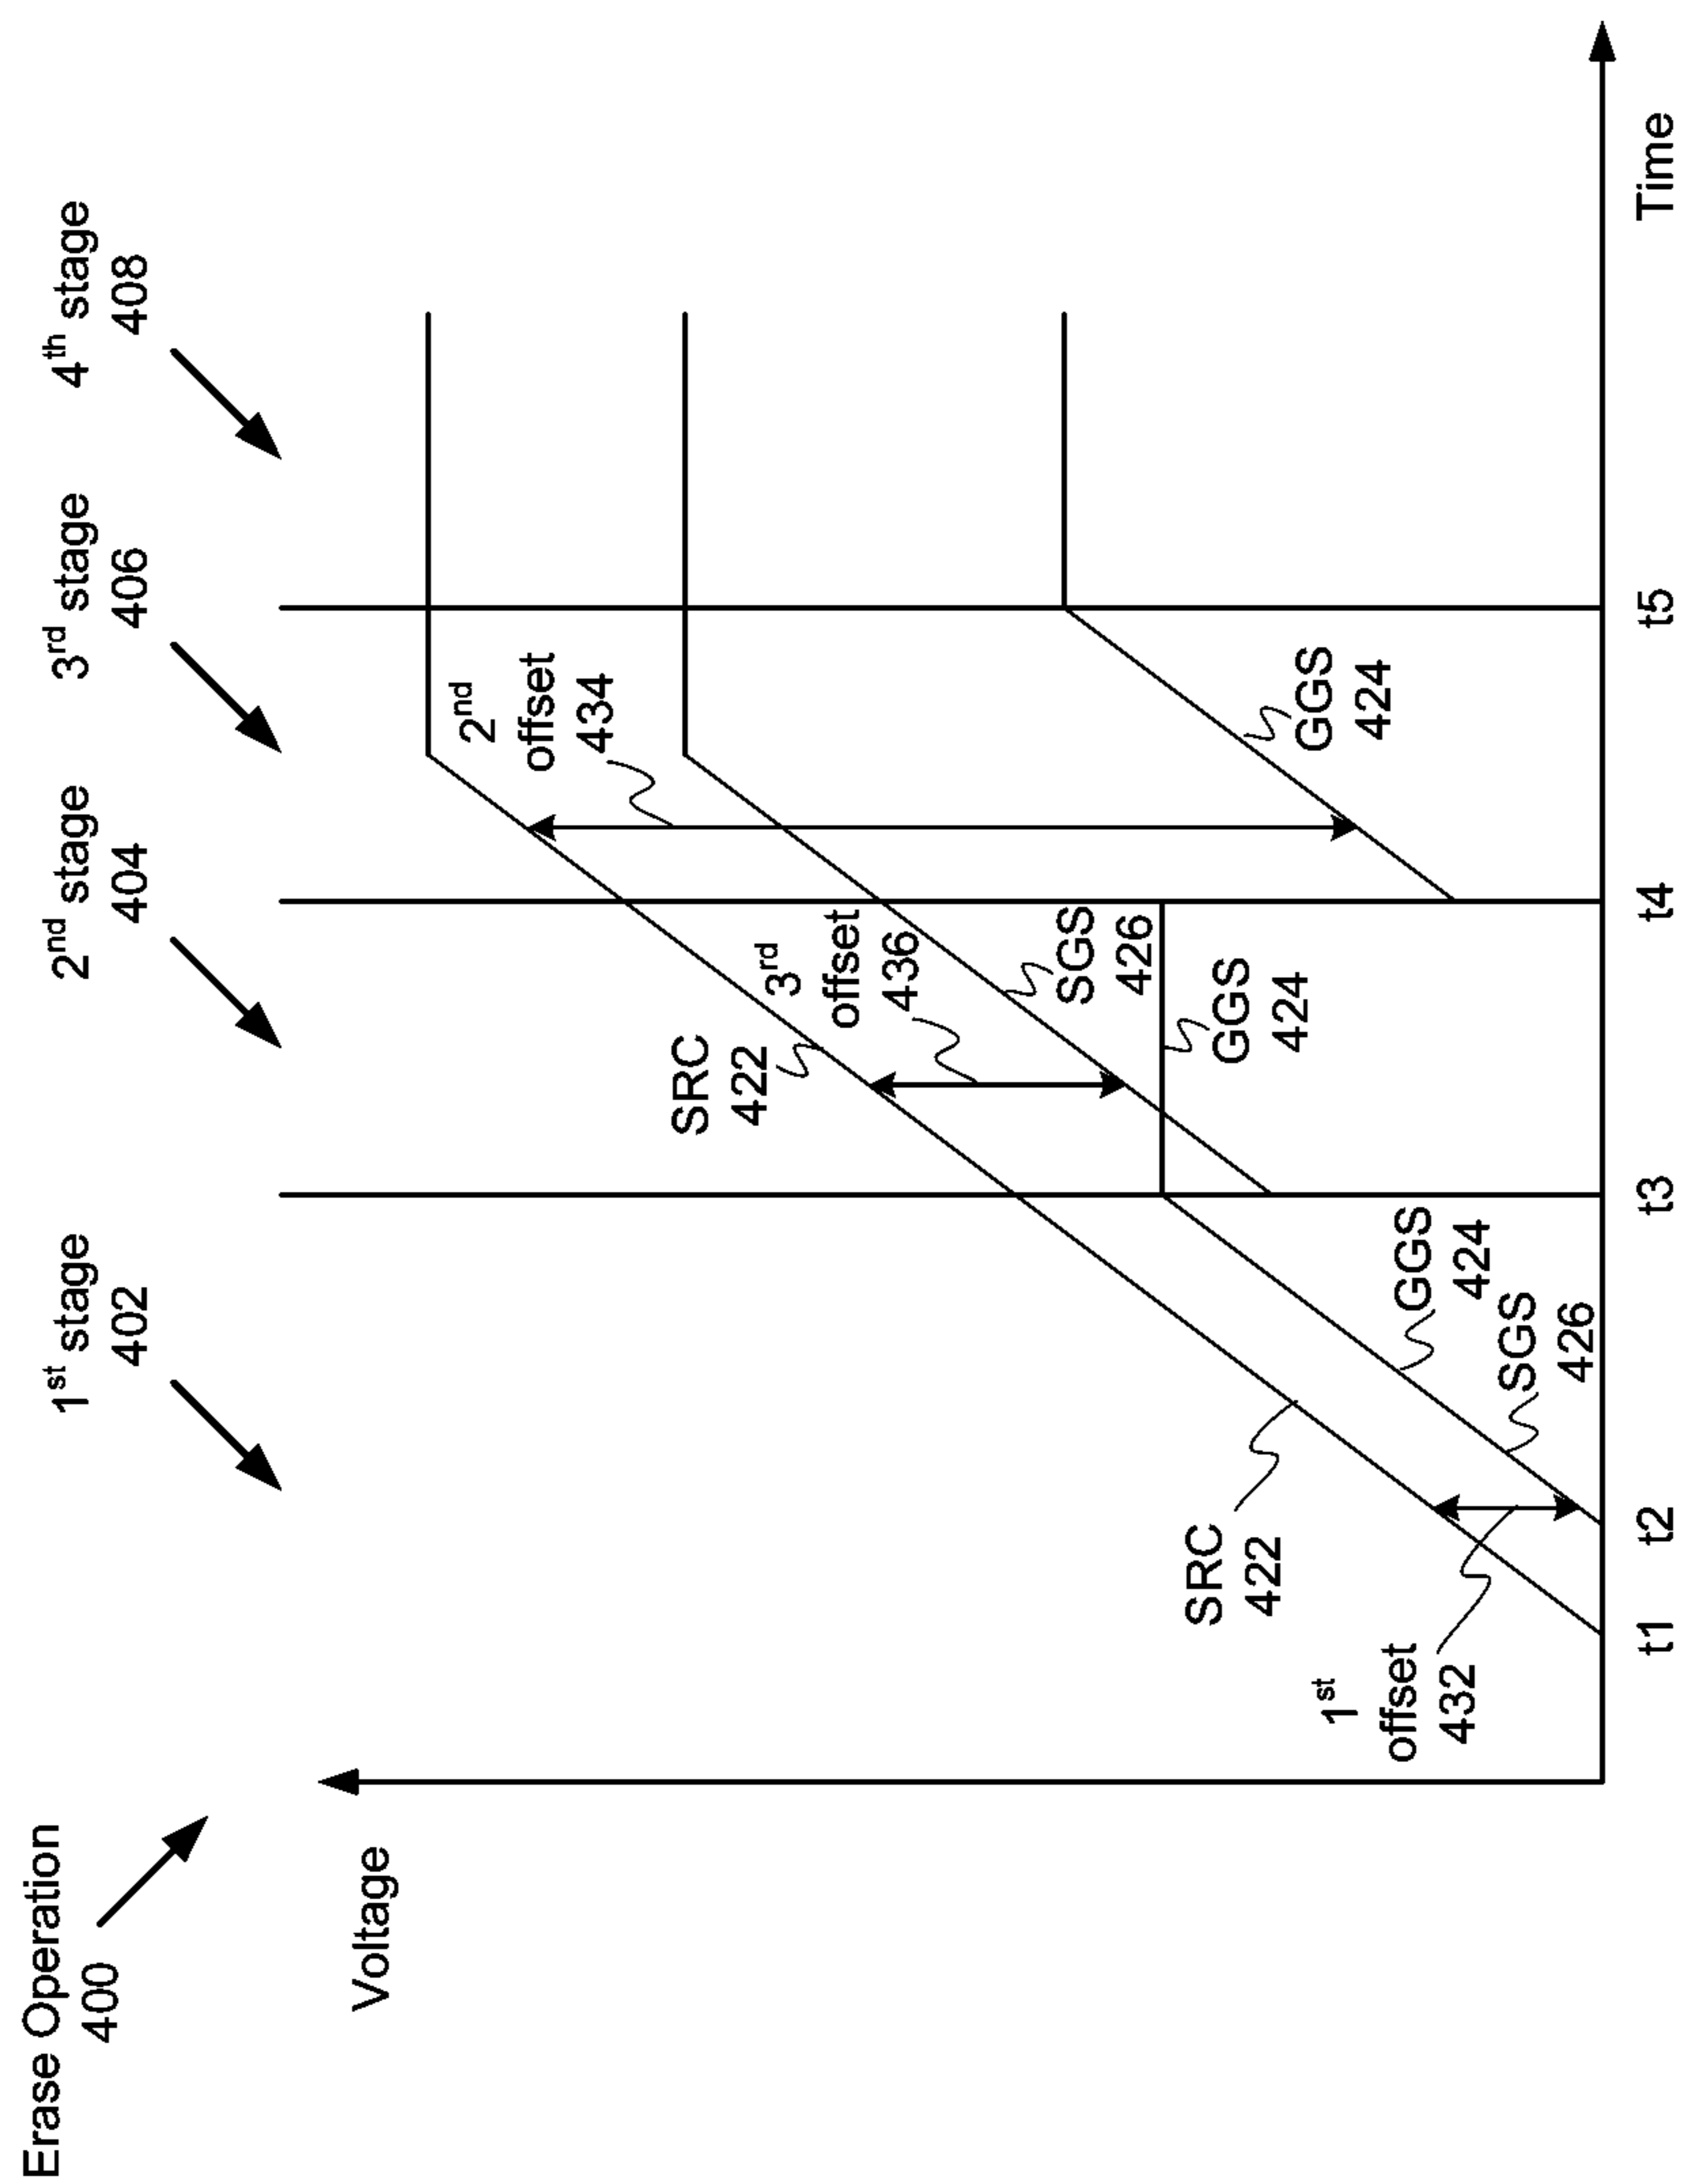 Erase Operation
400
1st stage
402
2nd stage
404
3rd stage
406
4th stage
408
Voltage
2nd
offset
434
SRC
422
3rd
offset
436
SGS
426
GGS
424
GGS
424
SRC
422
GGS
424
SGS
426
1st
offset
432
t1
t2
t3
t4
t5
Time